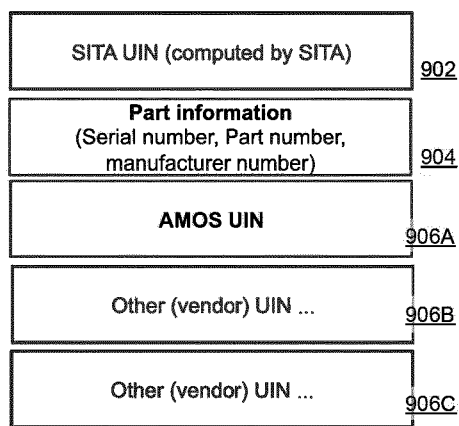 SITA UIN (computed by SITA)
902
Part information
(Serial number, Part number,
manufacturer number)
904
AMOS UIN
906A
Other (vendor) UIN ...
906B
Other (vendor) UIN ...
906C